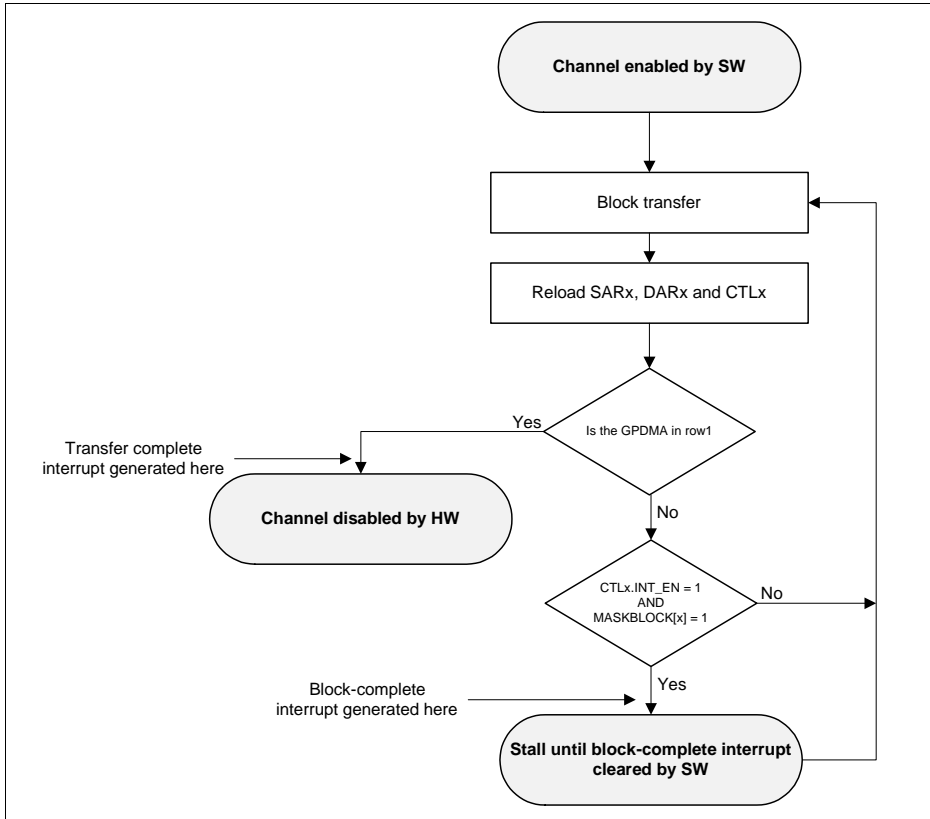 Channel enabled by SW
Block transfer
Reload SARx, DARx and CTLx
Is the GPDMA in row1
Yes
Transfer complete
interrupt generated here
Channel disabled by HW
No
CTLx.INT_EN = 1
AND
MASKBLOCK[x] = 1
No
Yes
Block-complete
interrupt generated here
Stall until block-complete interrupt
cleared by SW